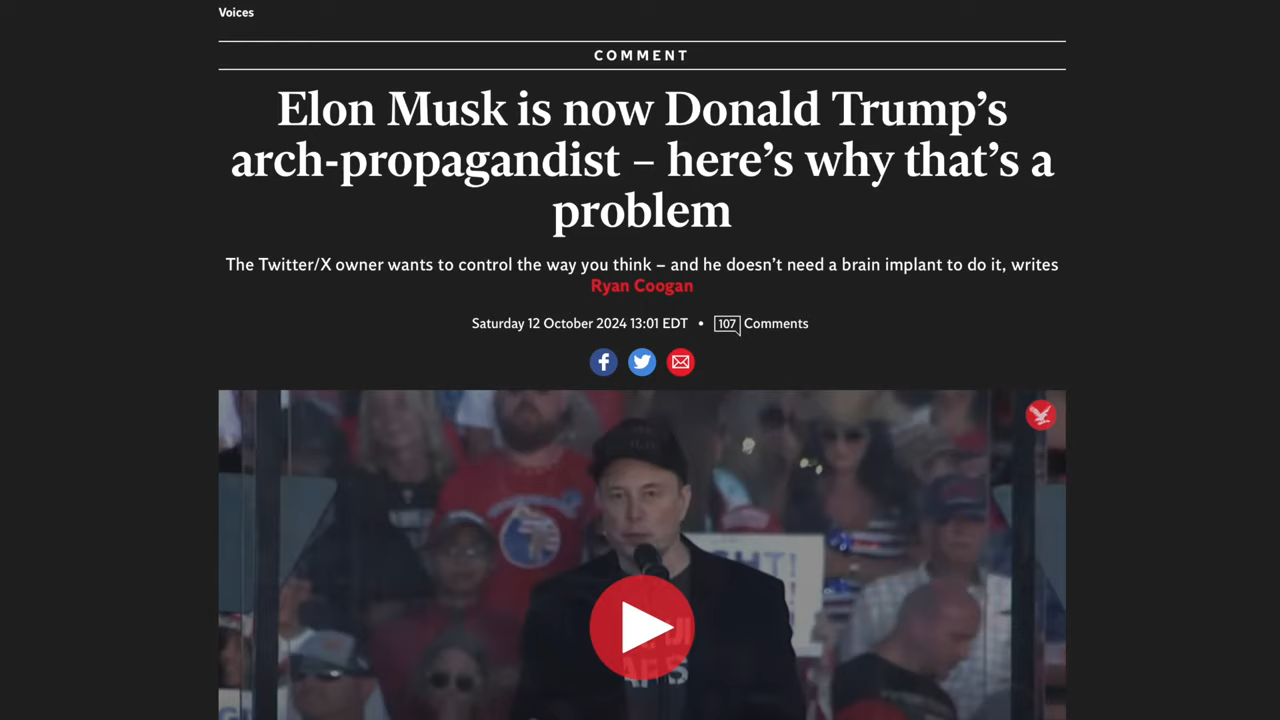 Voices
COMMENT
Elon Musk is now Donald Trump's
arch-propagandist – here's why that's a
problem
The Twitter/X owner wants to control the way you think – and he doesn't need a brain implant to do it, writes
Ryan Coogan
Saturday 12 October 2024 13:01 EDT • 107 Comments